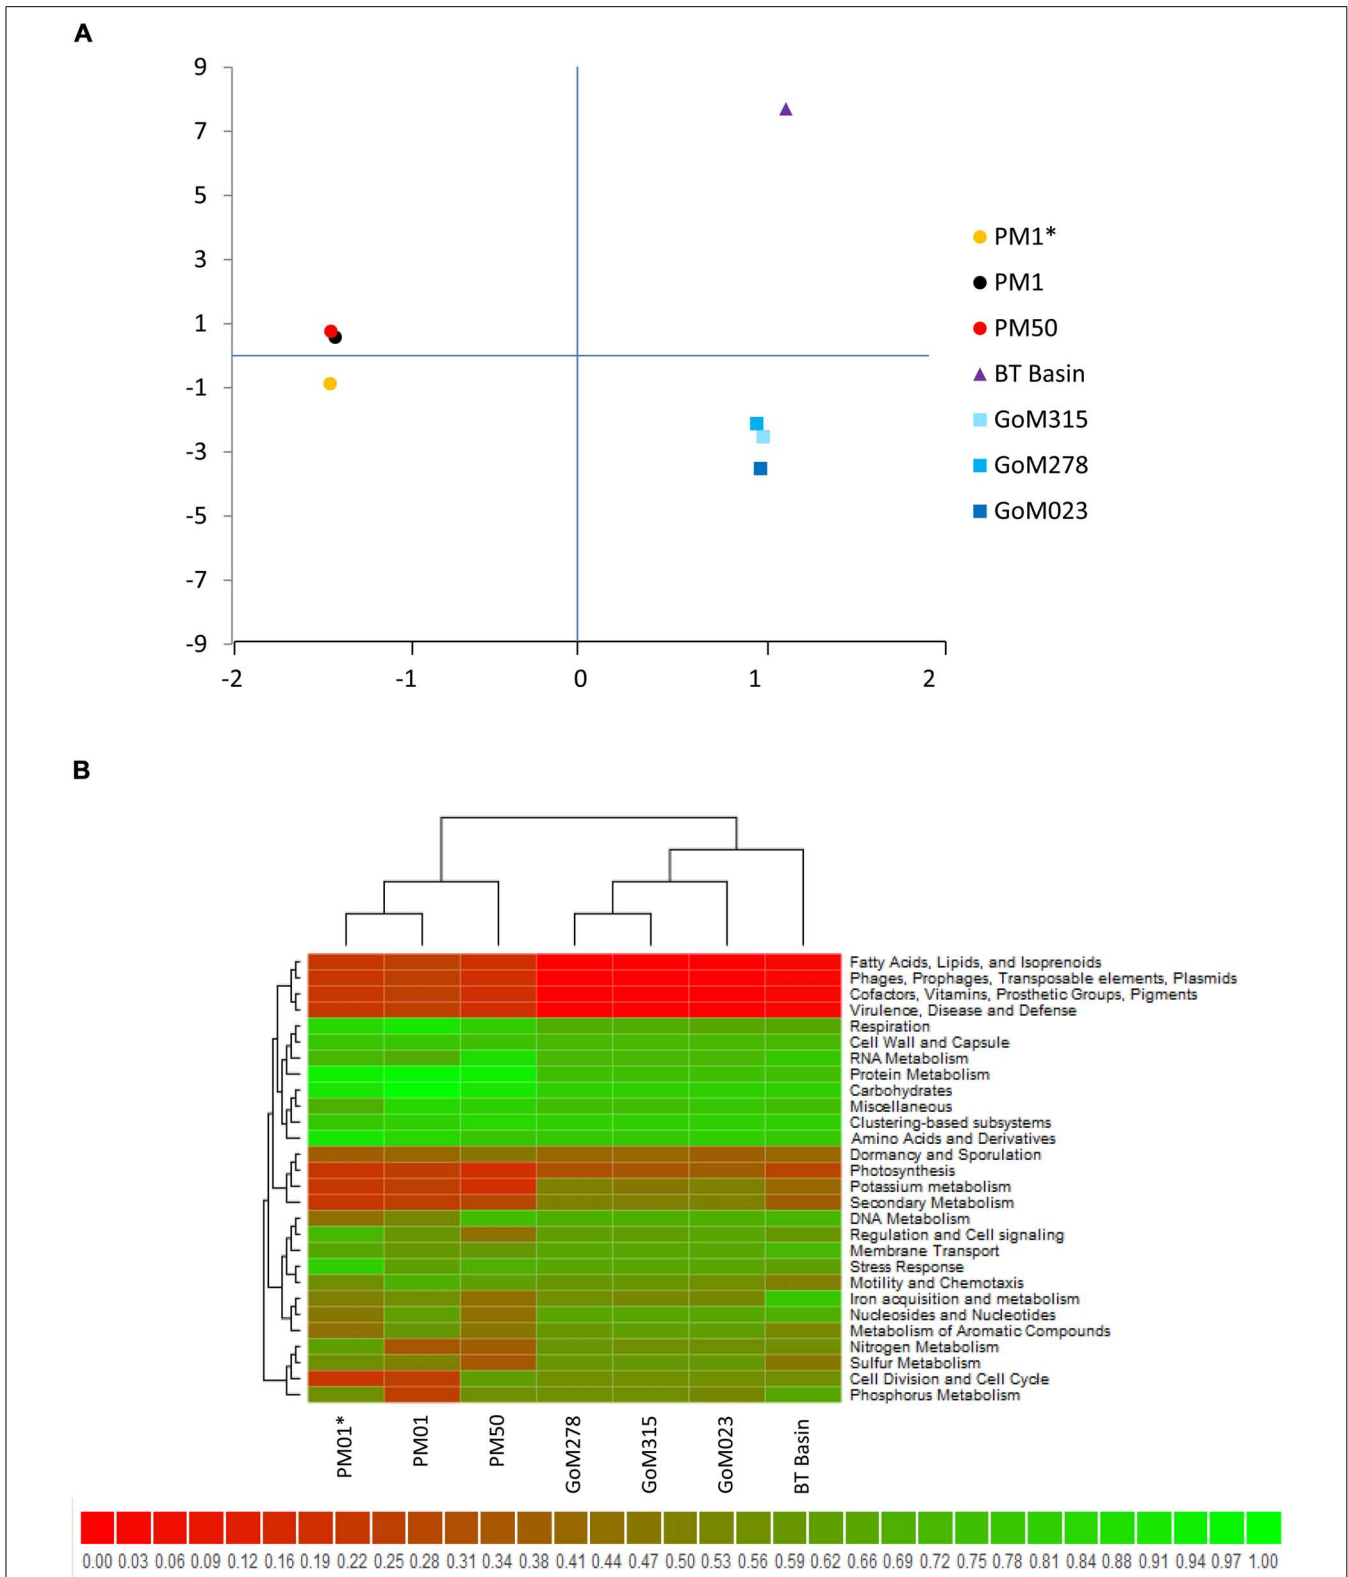 A
9
7
5
3
1
-1
-3
-5
-7
-9
-2 -1 0 1 2
PM1*
PM1
PM50
BT Basin
GoM315
GoM278
GoM023
B
Fatty Acids, Lipids, and Isoprenoids
Phages, Prophages, Transposable elements, Plasmids
Cofactors, Vitamins, Prosthetic Groups, Pigments
Virulence, Disease and Defense
Respiration
Cell Wall and Capsule
RNA Metabolism
Protein Metabolism
Carbohydrates
Miscellaneous
Clustering-based subsystems
Amino Acids and Derivatives
Dormancy and Sporulation
Photosynthesis
Potassium metabolism
Secondary Metabolism
DNA Metabolism
Regulation and Cell signaling
Membrane Transport
Stress Response
Motility and Chemotaxis
Iron acquisition and metabolism
Nucleosides and Nucleotides
Metabolism of Aromatic Compounds
Nitrogen Metabolism
Sulfur Metabolism
Cell Division and Cell Cycle
Phosphorus Metabolism
PM01*
PM01
PM50
GoM278
GoM315
GoM023
BT Basin
0.00 0.03 0.06 0.09 0.12 0.16 0.19 0.22 0.25 0.28 0.31 0.34 0.38 0.41 0.44 0.47 0.50 0.53 0.56 0.59 0.62 0.66 0.69 0.72 0.75 0.78 0.81 0.84 0.88 0.91 0.94 0.97 1.00